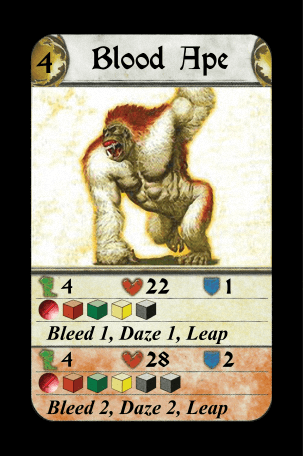 4 Blood Ape
4 22 1
Bleed 1, Daze 1, Leap
4 28 2
Bleed 2, Daze 2, Leap